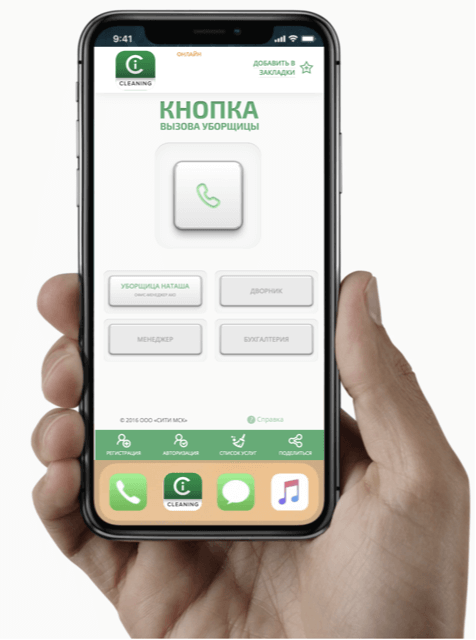 9:41
ОНЛАЙН
CLEANING
ДОБАВИТЬ В
ЗАКЛАДКИ
КНОПКА
ВЫЗОВА УБОРЩИЦЫ
УБОРЩИЦА НАТАША
ДВОРНИК
МЕНЕДЖЕР
БУХГАЛТЕРИЯ
© 2016 ООО «СИТИ МСК»
? Справка
РЕГИСТРАЦИЯ
АВТОРИЗАЦИЯ
СПИСОК УСЛУГ
ПОДЕЛИТЬСЯ
CLEANING